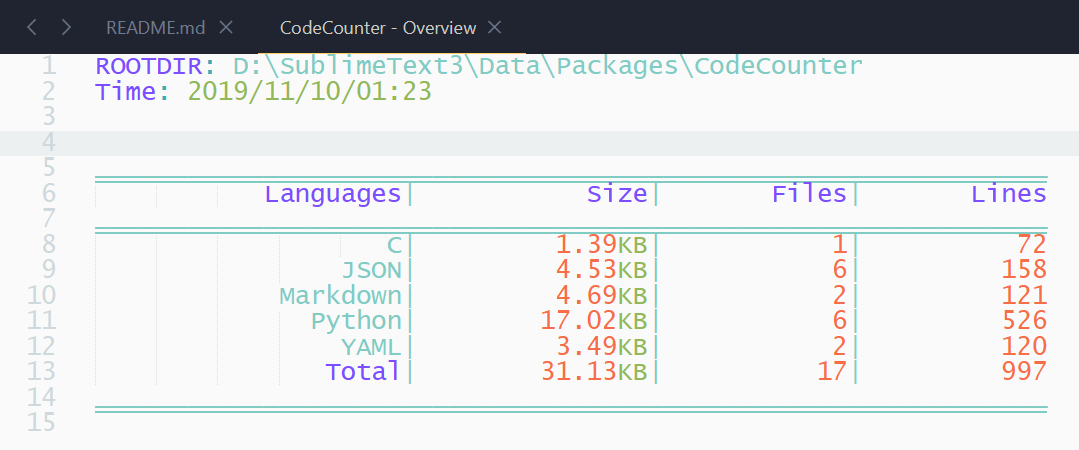 README.md CodeCounter - Overview
1 ROOTDIR: D:\SublimeText3\Data\Packages\CodeCounter
2 Time: 2019/11/10/01:23
3
4
5
6 Languages| Size| Files| Lines
7
8 C| 1.39KB| 1| 72
9 JSON| 4.53KB| 6| 158
10 Markdown| 4.69KB| 2| 121
11 Python| 17.02KB| 6| 526
12 YAML| 3.49KB| 2| 120
13 Total| 31.13KB| 17| 997
14
15